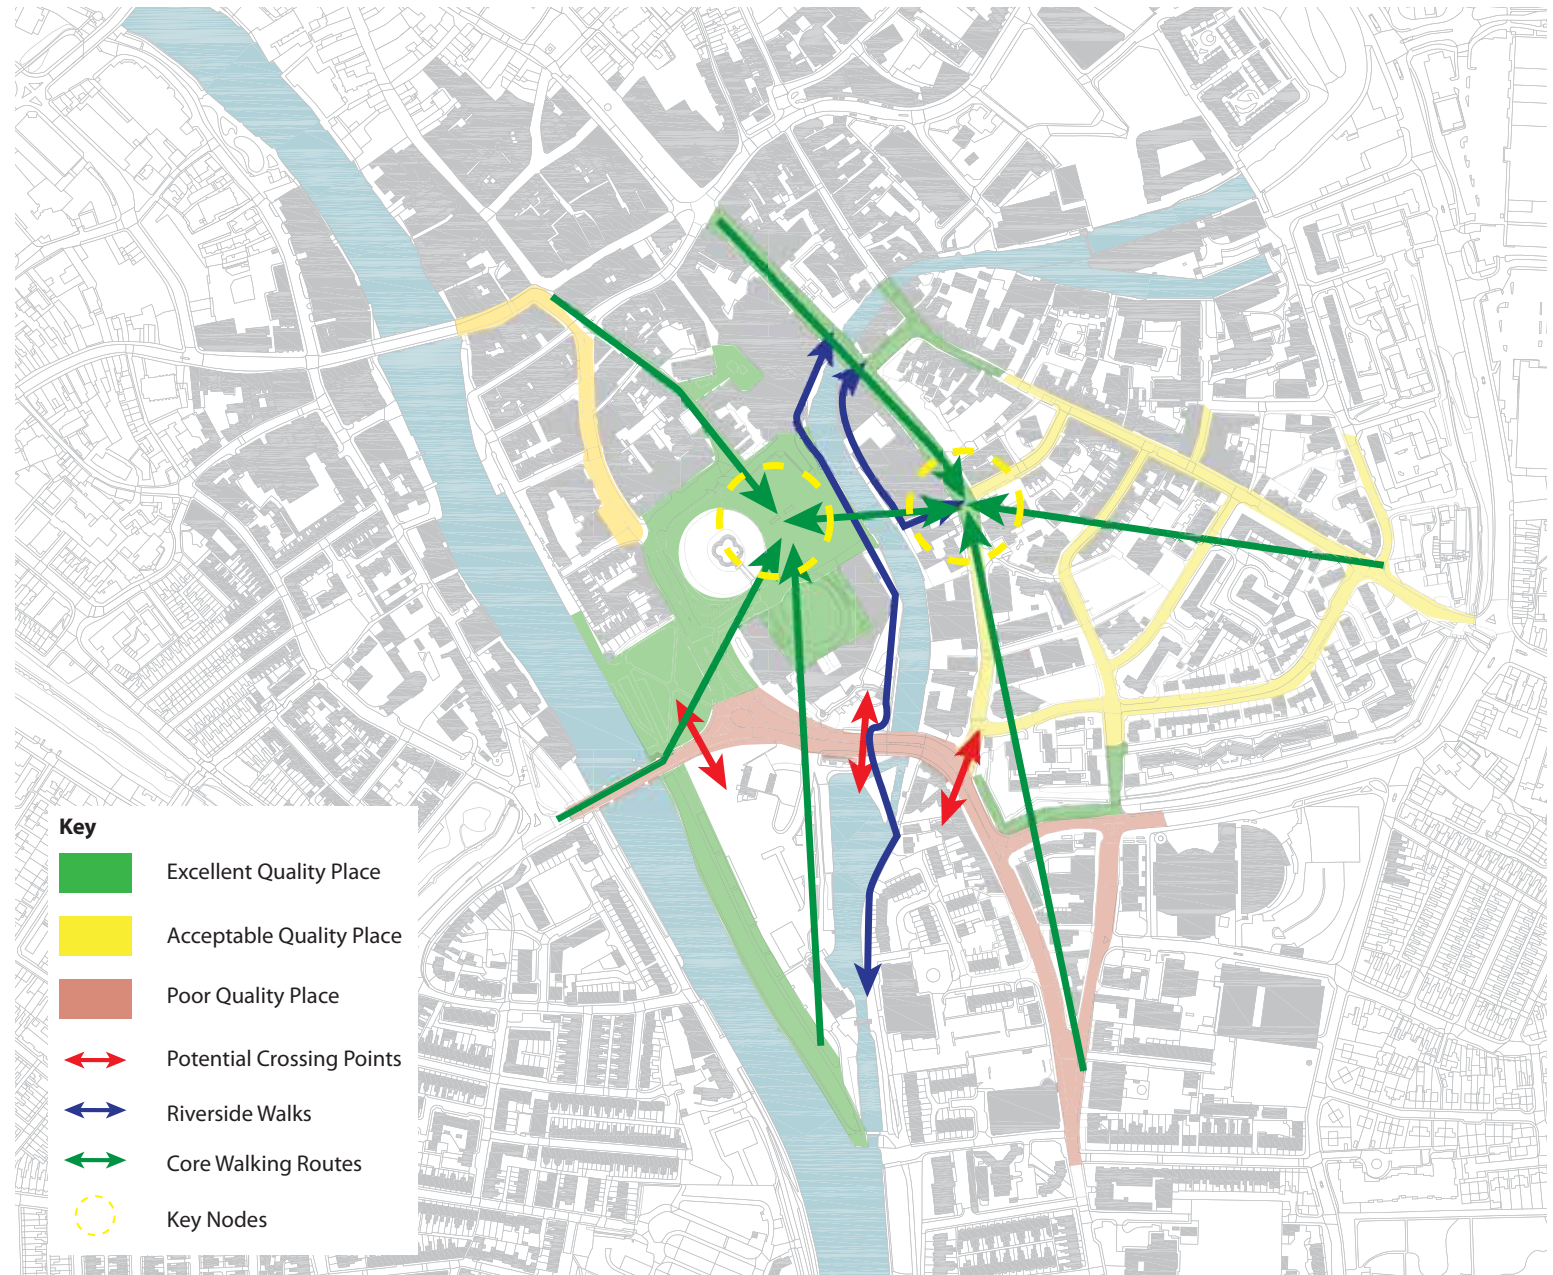 Key
Excellent Quality Place
Acceptable Quality Place
Poor Quality Place
Potential Crossing Points
Riverside Walks
Core Walking Routes
Key Nodes